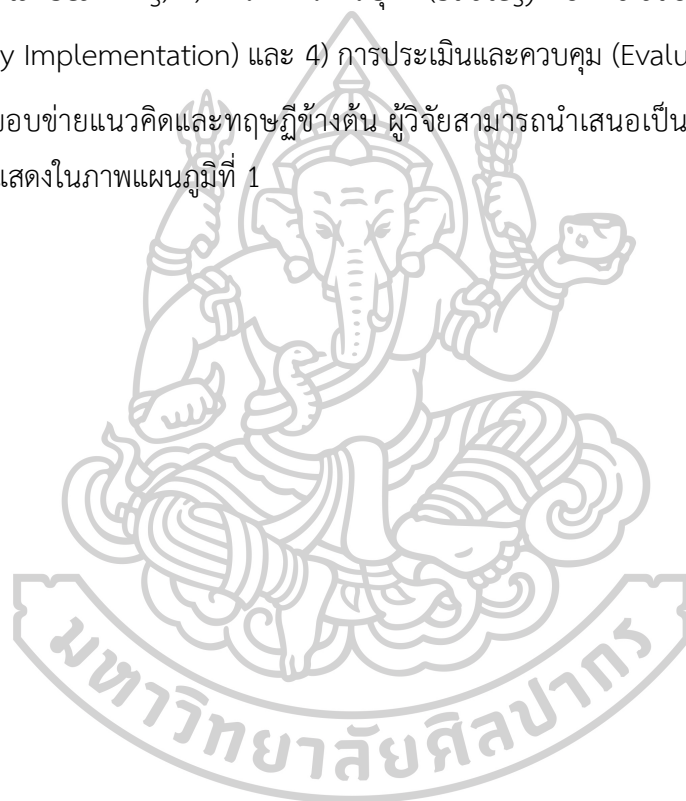 y Implementation) และ 4) การประเมินและควบคุม (Evalu
อบข่ายแนวคิดและทฤษฎีข้างต้น ผู้วิจัยสามารถนำเสนอเป็น
แสดงในภาพแผนภูมิที่ 1
มหาวิทยาลัยศิลปากร